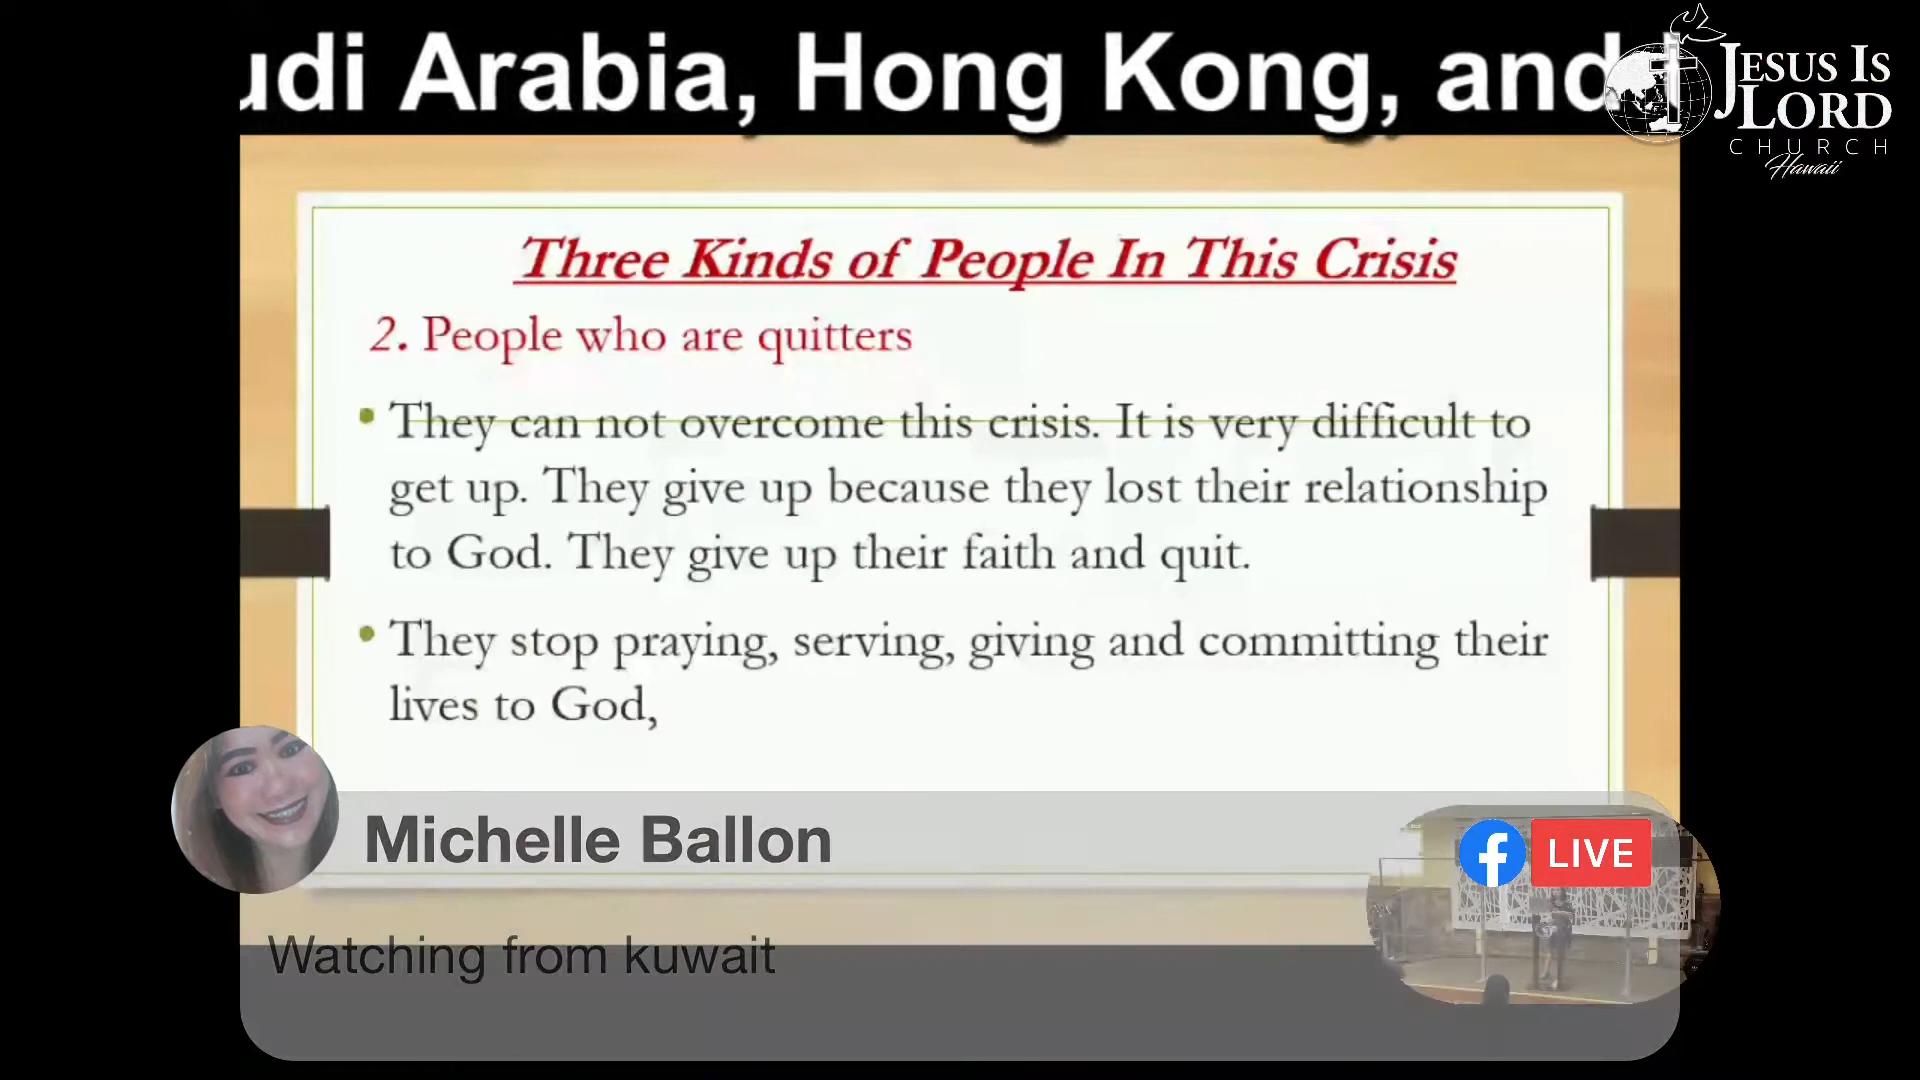 udi Arabia, Hong Kong, and
JESUS IS
LORD
CHURCH
Hawaii
Three Kinds of People In This Crisis
2. People who are quitters
• They can not overcome this crisis. It is very difficult to
get up. They give up because they lost their relationship
to God. They give up their faith and quit.
• They stop praying, serving, giving and committing their
lives to God,
Michelle Ballon
LIVE
Watching from kuwait